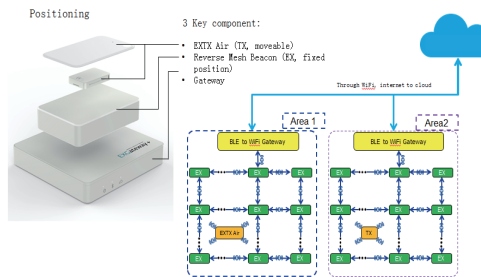 Positioning
3 Key component:
• EXTX Air (TX, moveable)
• Reverse Mesh Beacon (EX, fixed
position)
• Gateway
Through WiFi, internet to cloud
Area 1
Area2
BLE to WiFi Gateway
BLE to WiFi Gateway
EX EX EX
EX EX EX
EX EX EX
EX EX EX
EXTX Air
TX
EX EX EX
EX EX EX